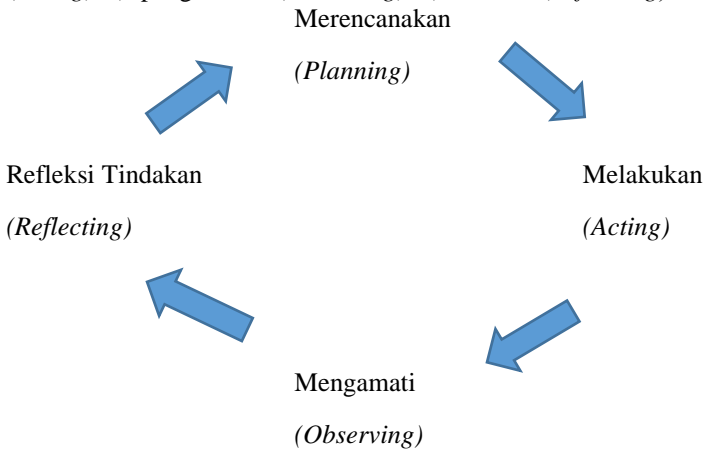 Merencanakan
(Planning)
Refleksi Tindakan
(Reflecting)
Melakukan
(Acting)
Mengamati
(Observing)